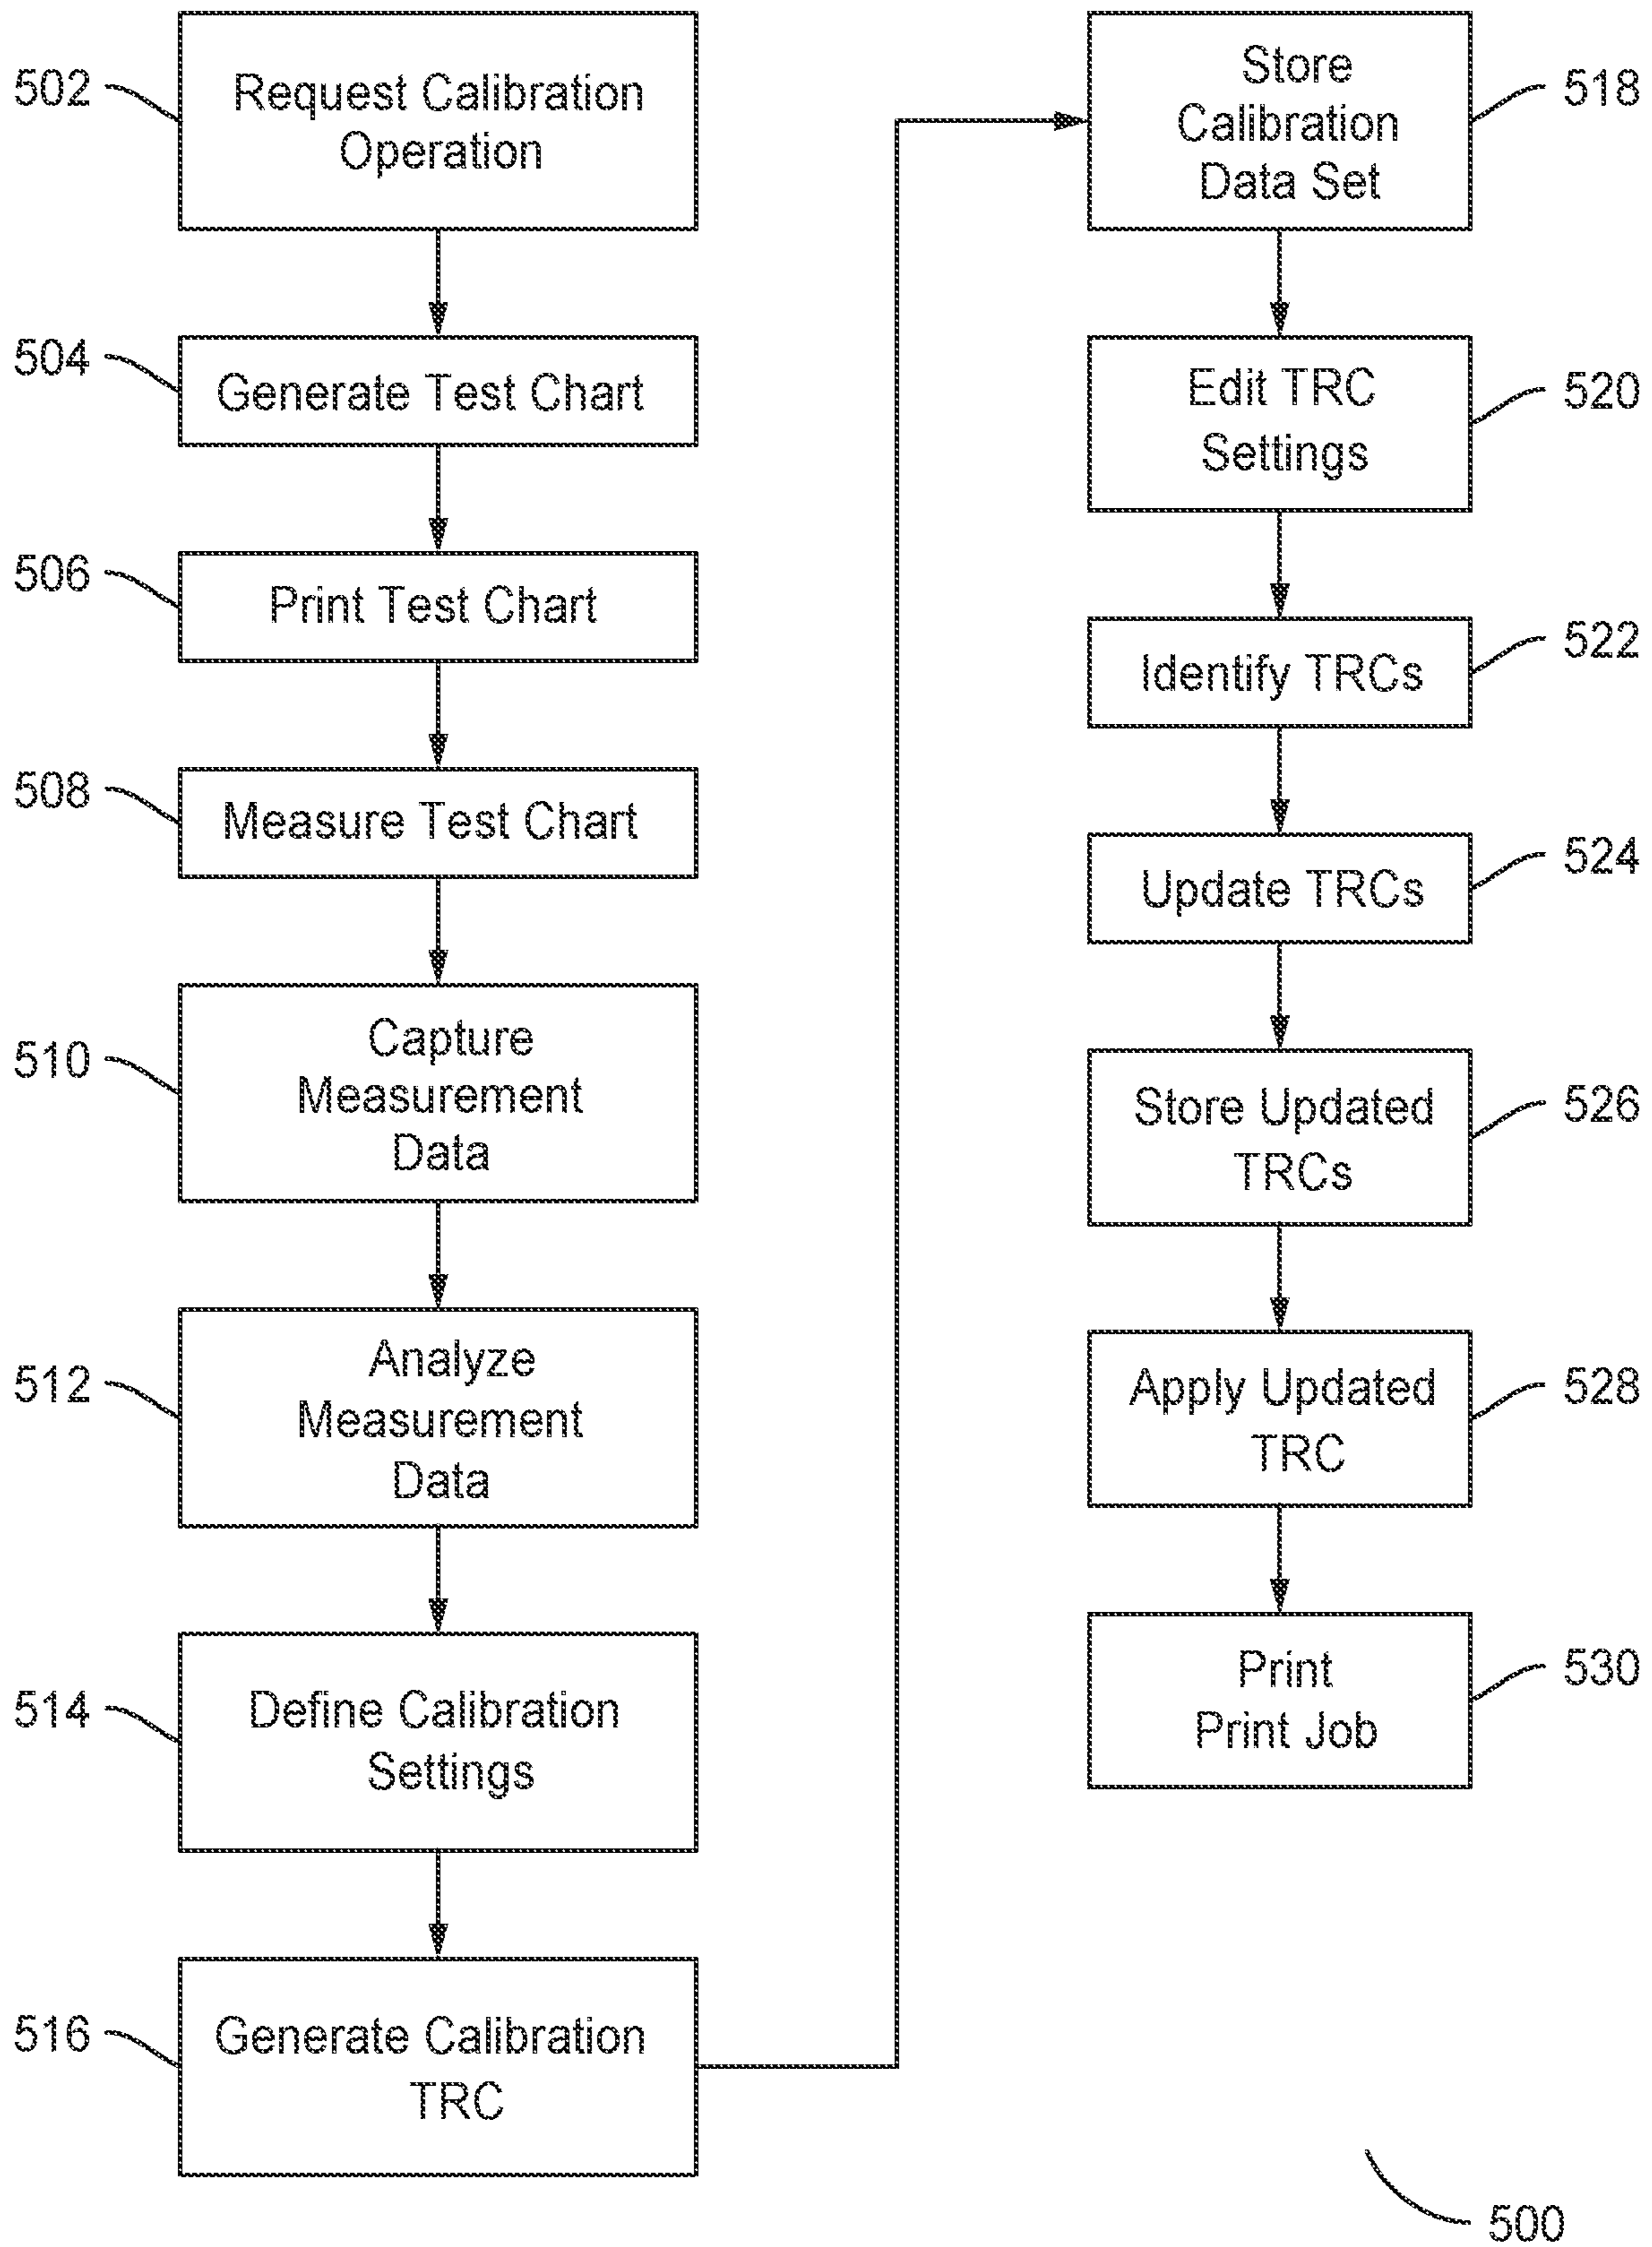 502
Request Calibration
Operation
504
Generate Test Chart
506
Print Test Chart
508
Measure Test Chart
510
Capture
Measurement
Data
512
Analyze
Measurement
Data
514
Define Calibration
Settings
516
Generate Calibration
TRC
Store
Calibration
Data Set
518
Edit TRC
Settings
520
Identify TRCs
522
Update TRCs
524
Store Updated
TRCs
526
Apply Updated
TRC
528
Print
Print Job
530
500